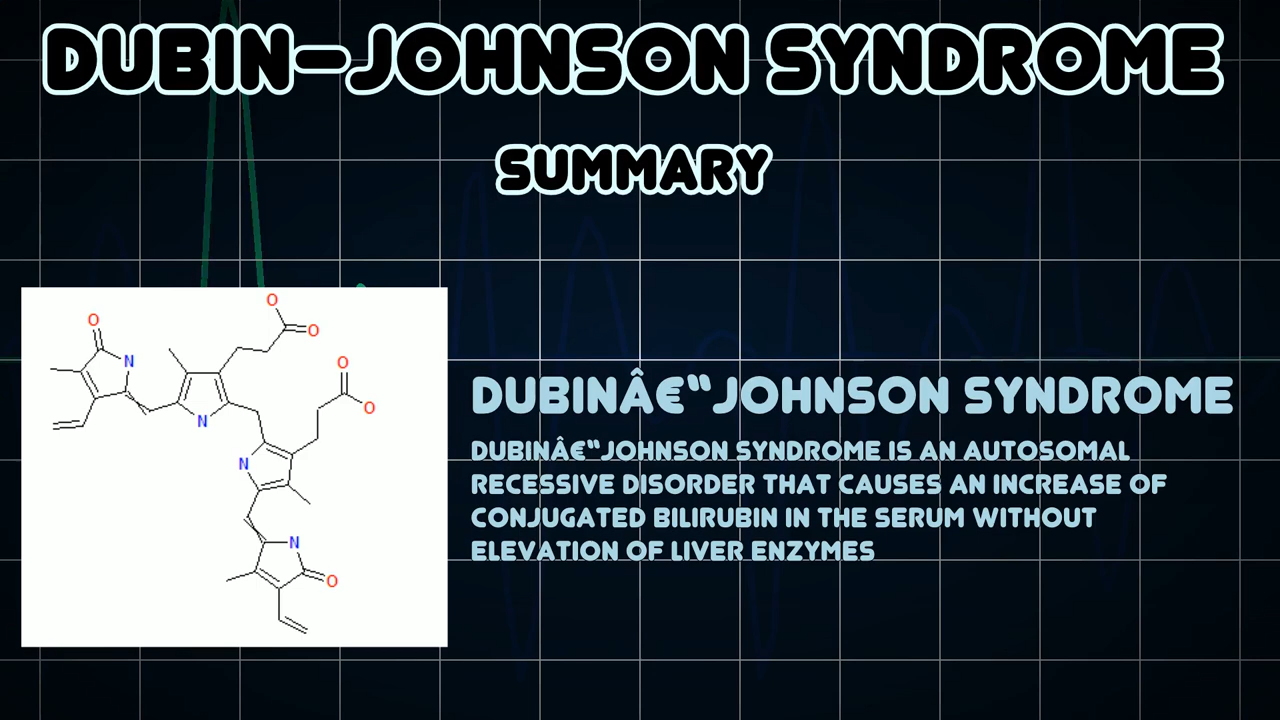 DUBIN-JOHNSON SYNDROME
SUMMARY
O
O
O
N
O
O
N
N
N
O
DUBINÂ€“JOHNSON SYNDROME
DUBINÂ€“JOHNSON SYNDROME IS AN AUTOSOMAL
RECESSIVE DISORDER THAT CAUSES AN INCREASE OF
CONJUGATED BILIRUBIN IN THE SERUM WITHOUT
ELEVATION OF LIVER ENZYMES